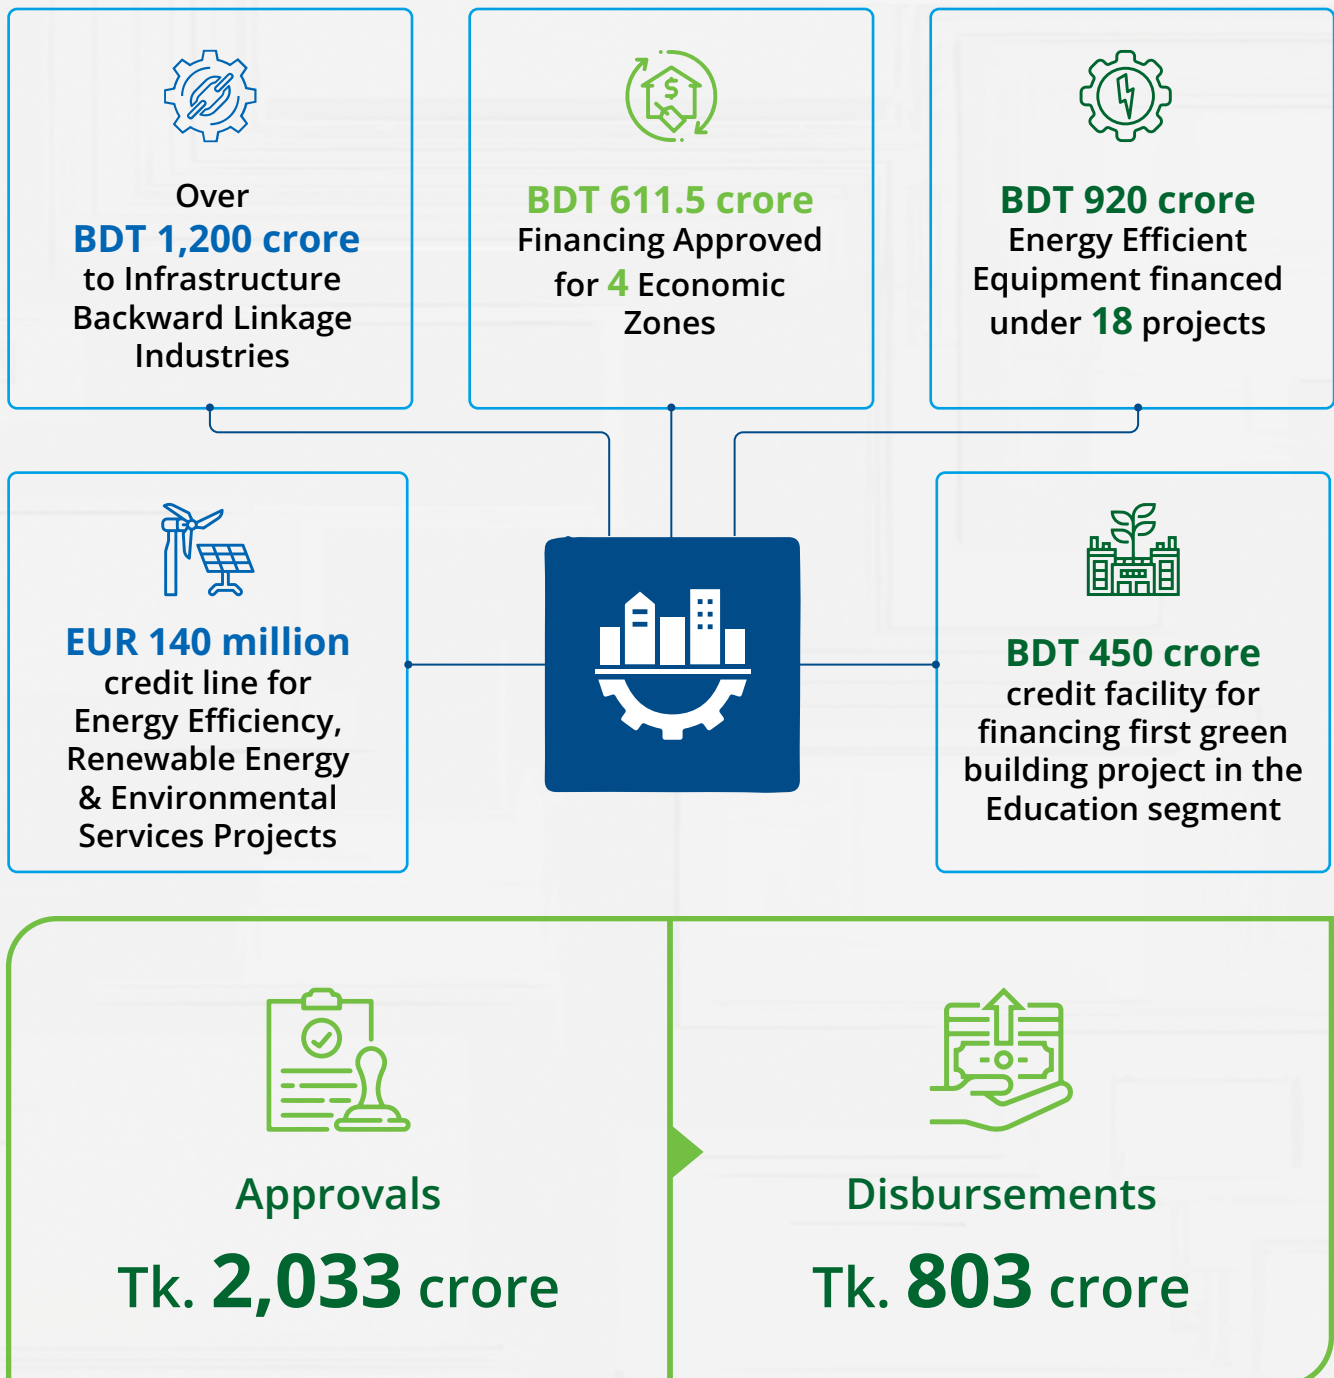 Over
BDT 1,200 crore
to Infrastructure
Backward Linkage
Industries
BDT 611.5 crore
Financing Approved
for 4 Economic
Zones
BDT 920 crore
Energy Efficient
Equipment financed
under 18 projects
EUR 140 million
credit line for
Energy Efficiency,
Renewable Energy
& Environmental
Services Projects
BDT 450 crore
credit facility for
financing first green
building project in the
Education segment
Approvals
Tk. 2,033 crore
Disbursements
Tk. 803 crore